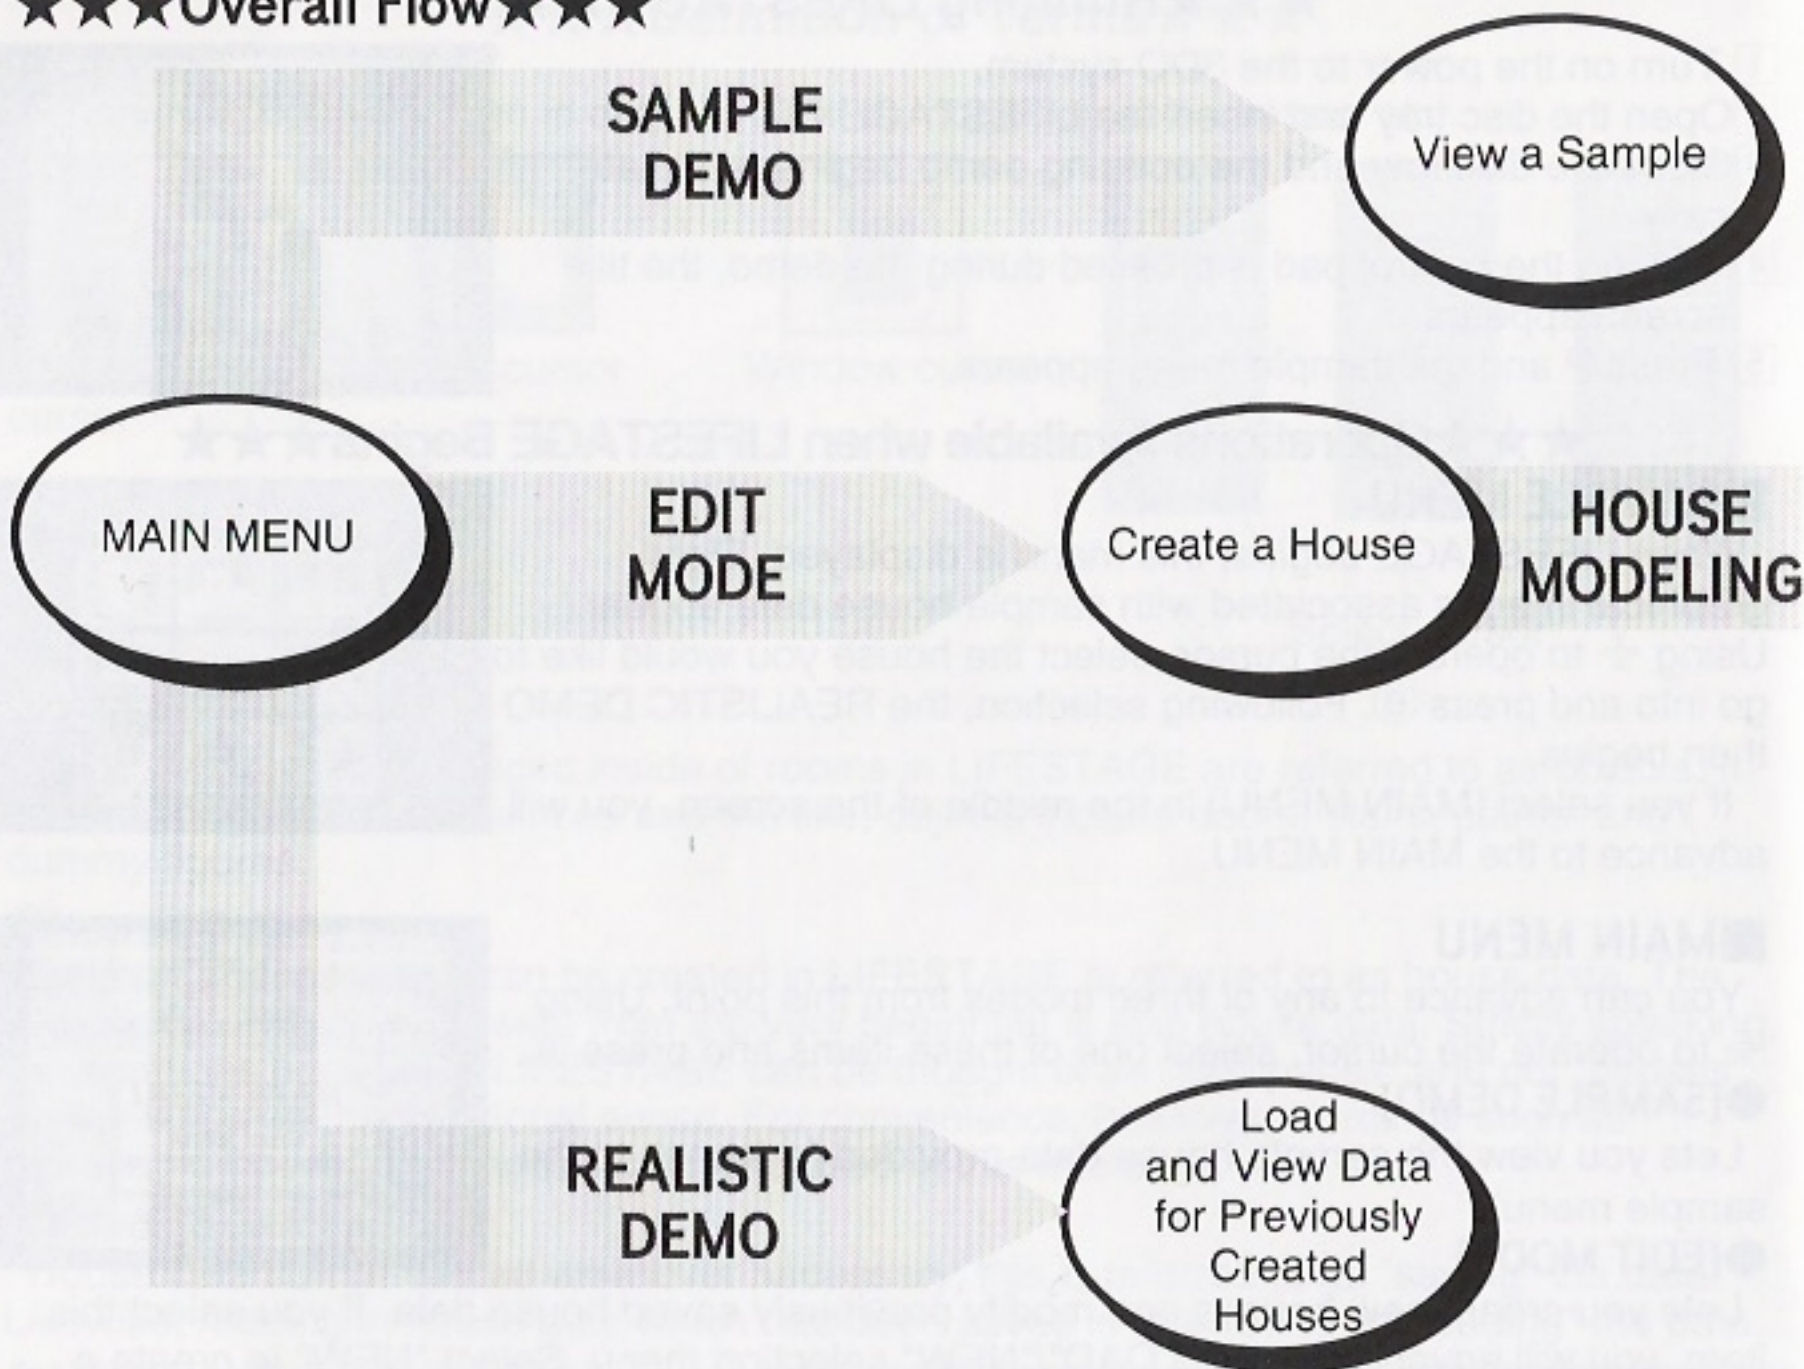 ★★★Overall Flow★★★
SAMPLE
DEMO
View a Sample
MAIN MENU
EDIT
MODE
Create a House
HOUSE
MODELING
REALISTIC
DEMO
Load
and View Data
for Previously
Created
Houses